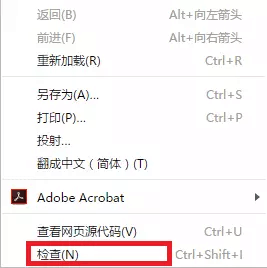 返回(B) Alt+向左箭头
前进(F) Alt+向右箭头
重新加载(R) Ctrl+R
另存为(A)... Ctrl+S
打印(P)... Ctrl+P
投射...
翻成中文（简体）(T)
Adobe Acrobat
查看网页源代码(V) Ctrl+U
检查(N) Ctrl+Shift+I